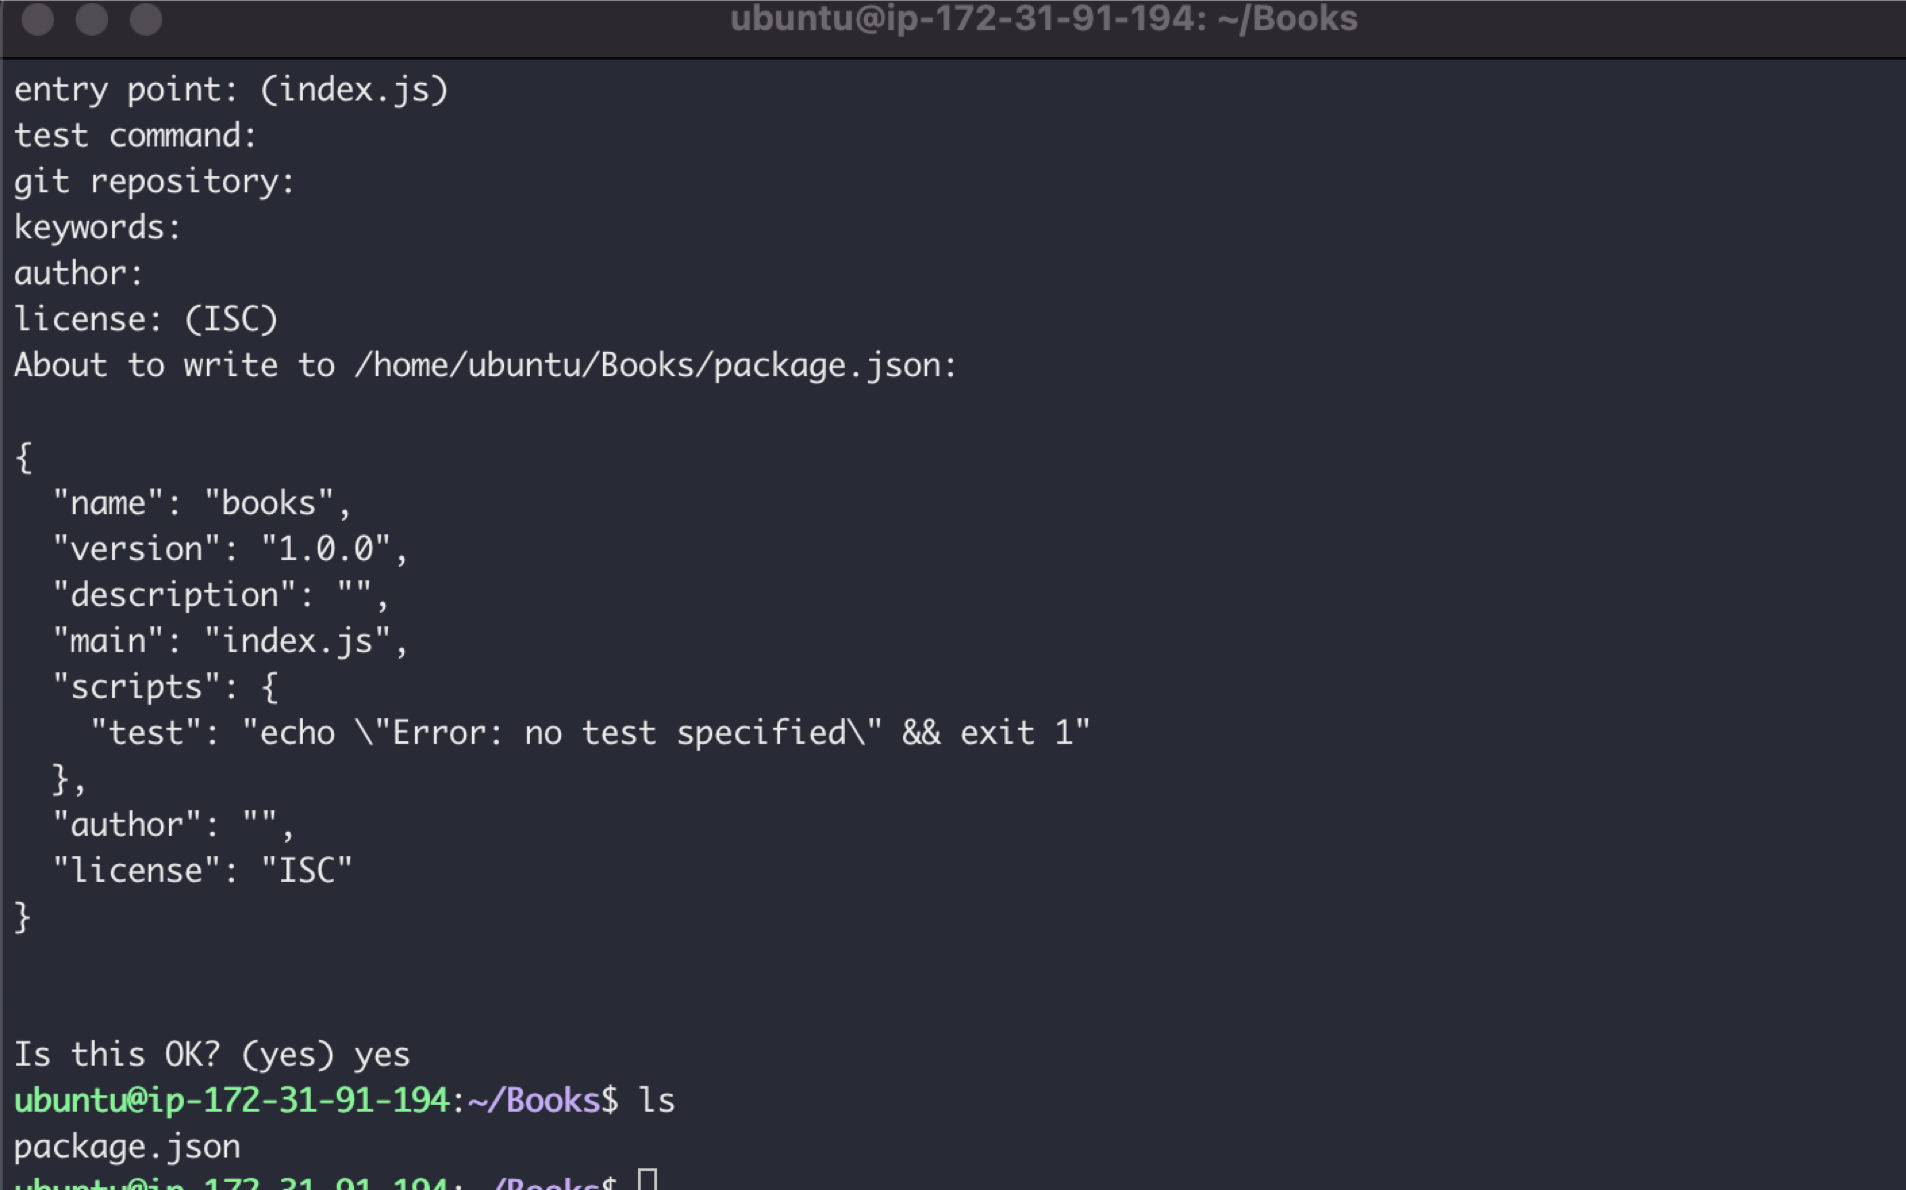 ubuntu@ip-172-31-91-194: ~/Books
entry point: (index.js)
test command:
git repository:
keywords:
author:
license: (ISC)
About to write to /home/ubuntu/Books/package.json:
{
  "name": "books",
  "version": "1.0.0",
  "description": "",
  "main": "index.js",
  "scripts": {
    "test": "echo \"Error: no test specified\" && exit 1"
  },
  "author": "",
  "license": "ISC"
}
Is this OK? (yes) yes
ubuntu@ip-172-31-91-194:~/Books$ ls
package.json
ubuntu@ip-172-31-91-194:~/Books$